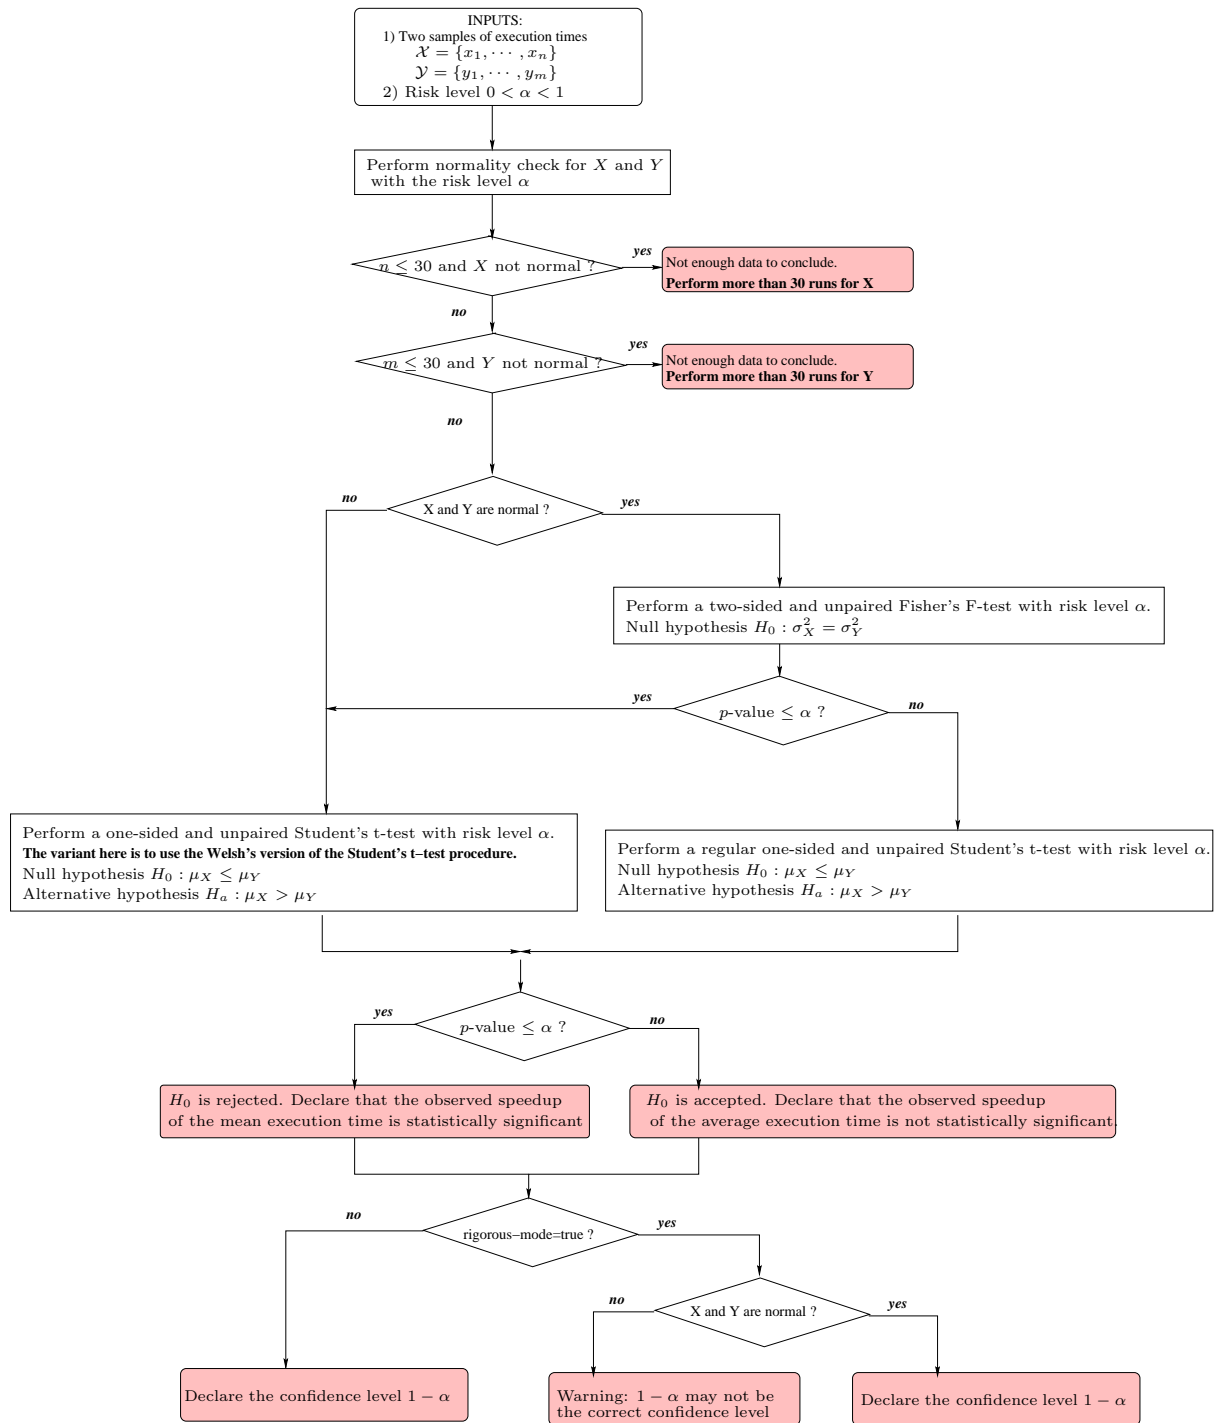 INPUTS:
1) Two samples of execution times
𝒳 = {x₁, ⋯ , xₙ}
𝒴 = {y₁, ⋯ , yₘ}
2) Risk level 0 < α < 1
Perform normality check for X and Y
with the risk level α
n ≤ 30 and X not normal ?
yes
Not enough data to conclude.
Perform more than 30 runs for X
no
m ≤ 30 and Y not normal ?
yes
Not enough data to conclude.
Perform more than 30 runs for Y
no
no
X and Y are normal ?
yes
Perform a two-sided and unpaired Fisher's F-test with risk level α.
Null hypothesis H₀ : σ²_X = σ²_Y
yes
p-value ≤ α ?
no
Perform a one-sided and unpaired Student's t-test with risk level α.
The variant here is to use the Welsh's version of the Student's t−test procedure.
Null hypothesis H₀ : μ_X ≤ μ_Y
Alternative hypothesis Hₐ : μ_X > μ_Y
Perform a regular one-sided and unpaired Student's t-test with risk level α.
Null hypothesis H₀ : μ_X ≤ μ_Y
Alternative hypothesis Hₐ : μ_X > μ_Y
yes
p-value ≤ α ?
no
H₀ is rejected. Declare that the observed speedup
of the mean execution time is statistically significant
H₀ is accepted. Declare that the observed speedup
of the average execution time is not statistically significant.
no
rigorous−mode=true ?
yes
no
X and Y are normal ?
yes
Declare the confidence level 1 − α
Warning: 1 − α may not be
the correct confidence level
Declare the confidence level 1 − α